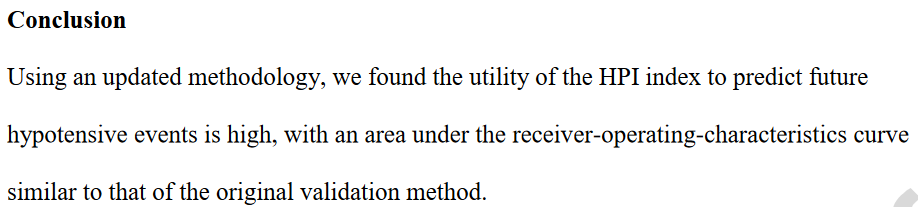 Conclusion
Using an updated methodology, we found the utility of the HPI index to predict future
hypotensive events is high, with an area under the receiver-operating-characteristics curve
similar to that of the original validation method.